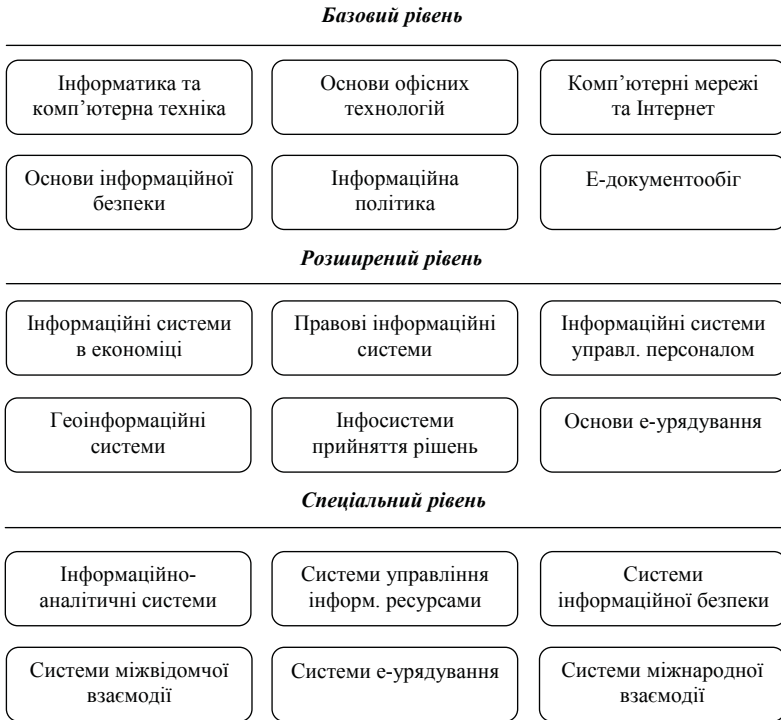 Базовий рівень
Інформатика та
комп’ютерна техніка
Основи офісних
технологій
Комп’ютерні мережі
та Інтернет
Основи інформаційної
безпеки
Інформаційна
політика
Е-документообіг
Розширений рівень
Інформаційні системи
в економіці
Правові інформаційні
системи
Інформаційні системи
управл. персоналом
Геоінформаційні
системи
Інфосистеми
прийняття рішень
Основи е-урядування
Спеціальний рівень
Інформаційно-
аналітичні системи
Системи управління
інформ. ресурсами
Системи
інформаційної безпеки
Системи міжвідомчої
взаємодії
Системи е-урядування
Системи міжнародної
взаємодії